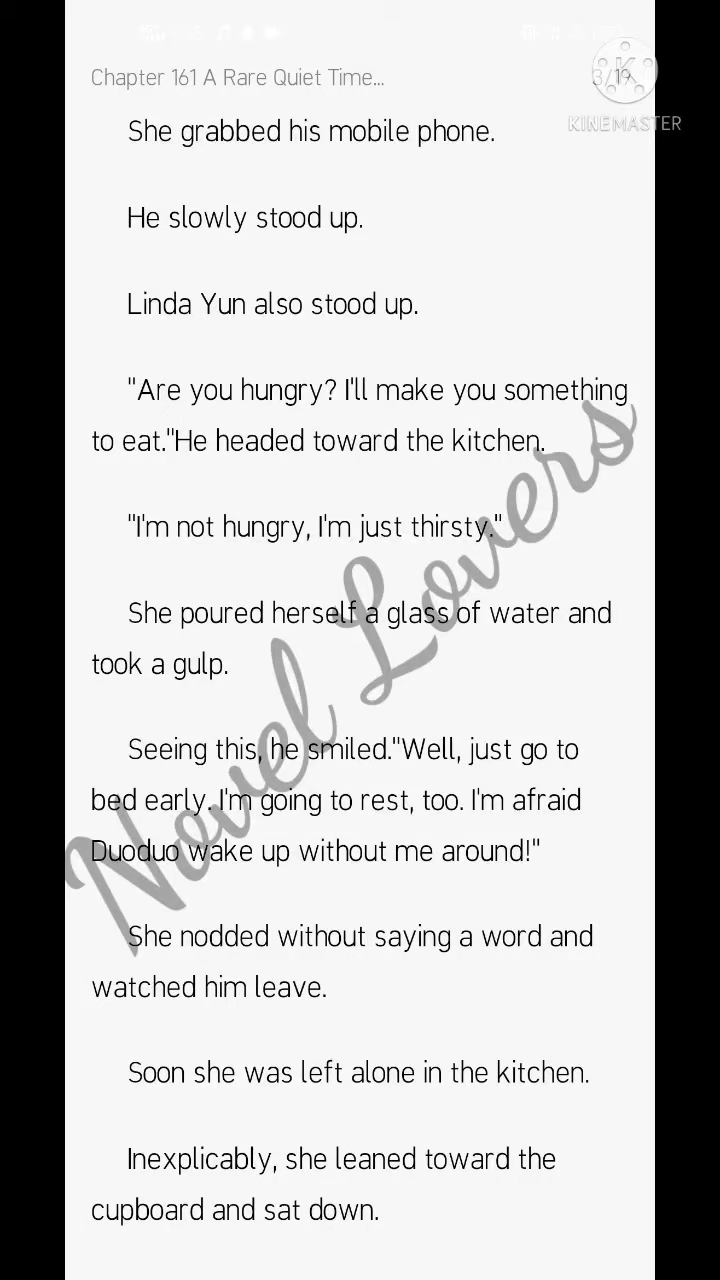 Chapter 161 A Rare Quiet Time...
3/19
KINEMASTER
She grabbed his mobile phone.
He slowly stood up.
Linda Yun also stood up.
"Are you hungry? I'll make you something
to eat."He headed toward the kitchen.
"I'm not hungry, I'm just thirsty."
She poured herself a glass of water and
took a gulp.
Seeing this, he smiled."Well, just go to
bed early. I'm going to rest, too. I'm afraid
Duoduo wake up without me around!"
She nodded without saying a word and
watched him leave.
Soon she was left alone in the kitchen.
Inexplicably, she leaned toward the
cupboard and sat down.
Novel Lovers